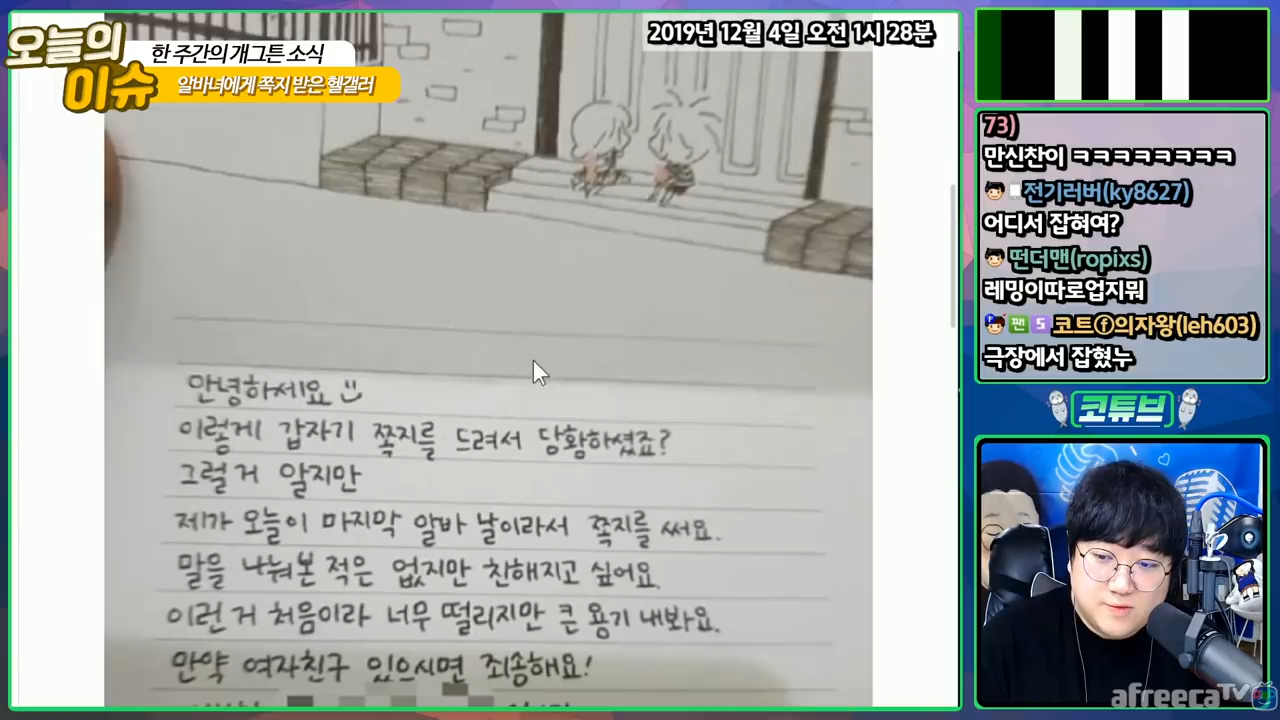 오늘의
이슈
한 주간의 개그튼 소식
알바녀에게 쪽지 받은 헬갤러
2019년 12월 4일 오전 1시 28분
안녕하세요
이렇게 갑자기 쪽지를 드려서 당황하셨죠?
그럴거 알지만
제가 오늘이 마지막 알바 날이라서 쪽지를 써요.
말을 나눠본 적은 없지만 친해지고 싶어요.
이런거 처음이라 너무 떨리지만 큰 용기 내봐요.
만약 여자친구 있으시면 죄송해요!
73)
만신찬이 ㅋㅋㅋㅋㅋㅋㅋㅋ
전기러버(ky8627)
어디서 잡혀여?
떤더맨(ropixs)
레밍이따로업지뭐
팬 S 코트ⓕ의자왕(leh603)
극장에서 잡혔누
코튜브
afreecaTV